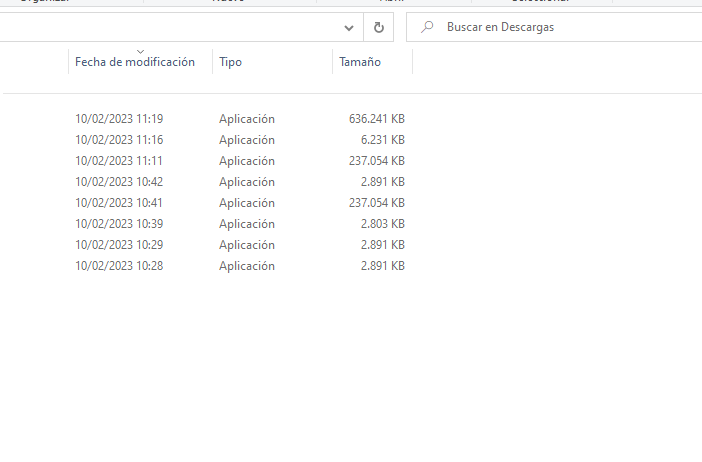 Buscar en Descargas
Fecha de modificación Tipo Tamaño
10/02/2023 11:19 Aplicación 636.241 KB
10/02/2023 11:16 Aplicación 6.231 KB
10/02/2023 11:11 Aplicación 237.054 KB
10/02/2023 10:42 Aplicación 2.891 KB
10/02/2023 10:41 Aplicación 237.054 KB
10/02/2023 10:39 Aplicación 2.803 KB
10/02/2023 10:29 Aplicación 2.891 KB
10/02/2023 10:28 Aplicación 2.891 KB